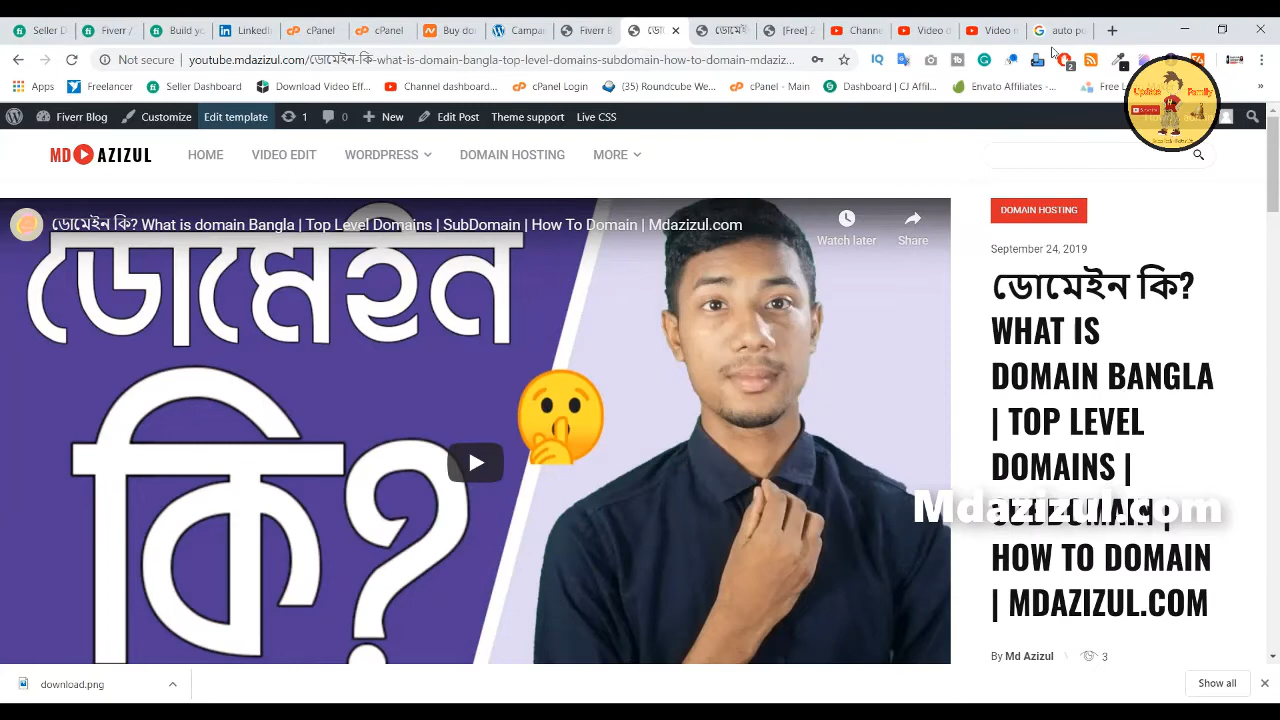 Seller D
Fiverr /
Build y
LinkedI
cPanel
cPanel
Buy do
Campa
Fiverr B
ডোমেই
[Free] 2
Channe
Video d
Video n
auto pu
Not secure
youtube.mdazizul.com/ডোমেইন-কি-what-is-domain-bangla-top-level-domains-subdomain-how-to-domain-mdaziz...
Apps
Freelancer
Seller Dashboard
Download Video Eff...
Channel dashboard...
cPanel Login
(35) Roundcube We...
cPanel - Main
Dashboard | CJ Affil...
Envato Affiliates -...
Update Family
Fiverr Blog
Customize
Edit template
1
0
New
Edit Post
Theme support
Live CSS
MD AZIZUL
HOME
VIDEO EDIT
WORDPRESS
DOMAIN HOSTING
MORE
ডোমেইন কি? What is domain Bangla | Top Level Domains | SubDomain | How To Domain | Mdazizul.com
Watch later
Share
ডোমেইন
কি?
DOMAIN HOSTING
September 24, 2019
ডোমেইন কি?
WHAT IS
DOMAIN BANGLA
| TOP LEVEL
DOMAINS |
SUBDOMAIN |
Mdazizul.com
HOW TO DOMAIN
| MDAZIZUL.COM
By Md Azizul
3
download.png
Show all